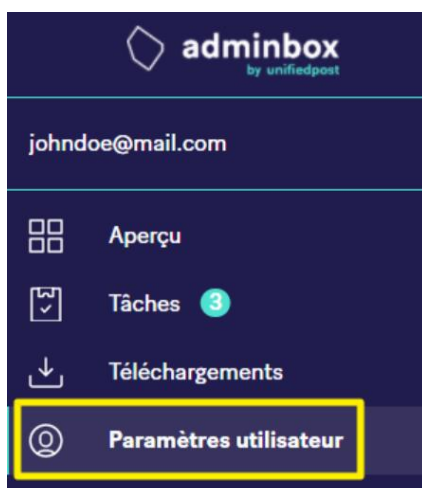 adminbox
by unifiedpost
johndoe@mail.com
Aperçu
Tâches 3
Téléchargements
Paramètres utilisateur